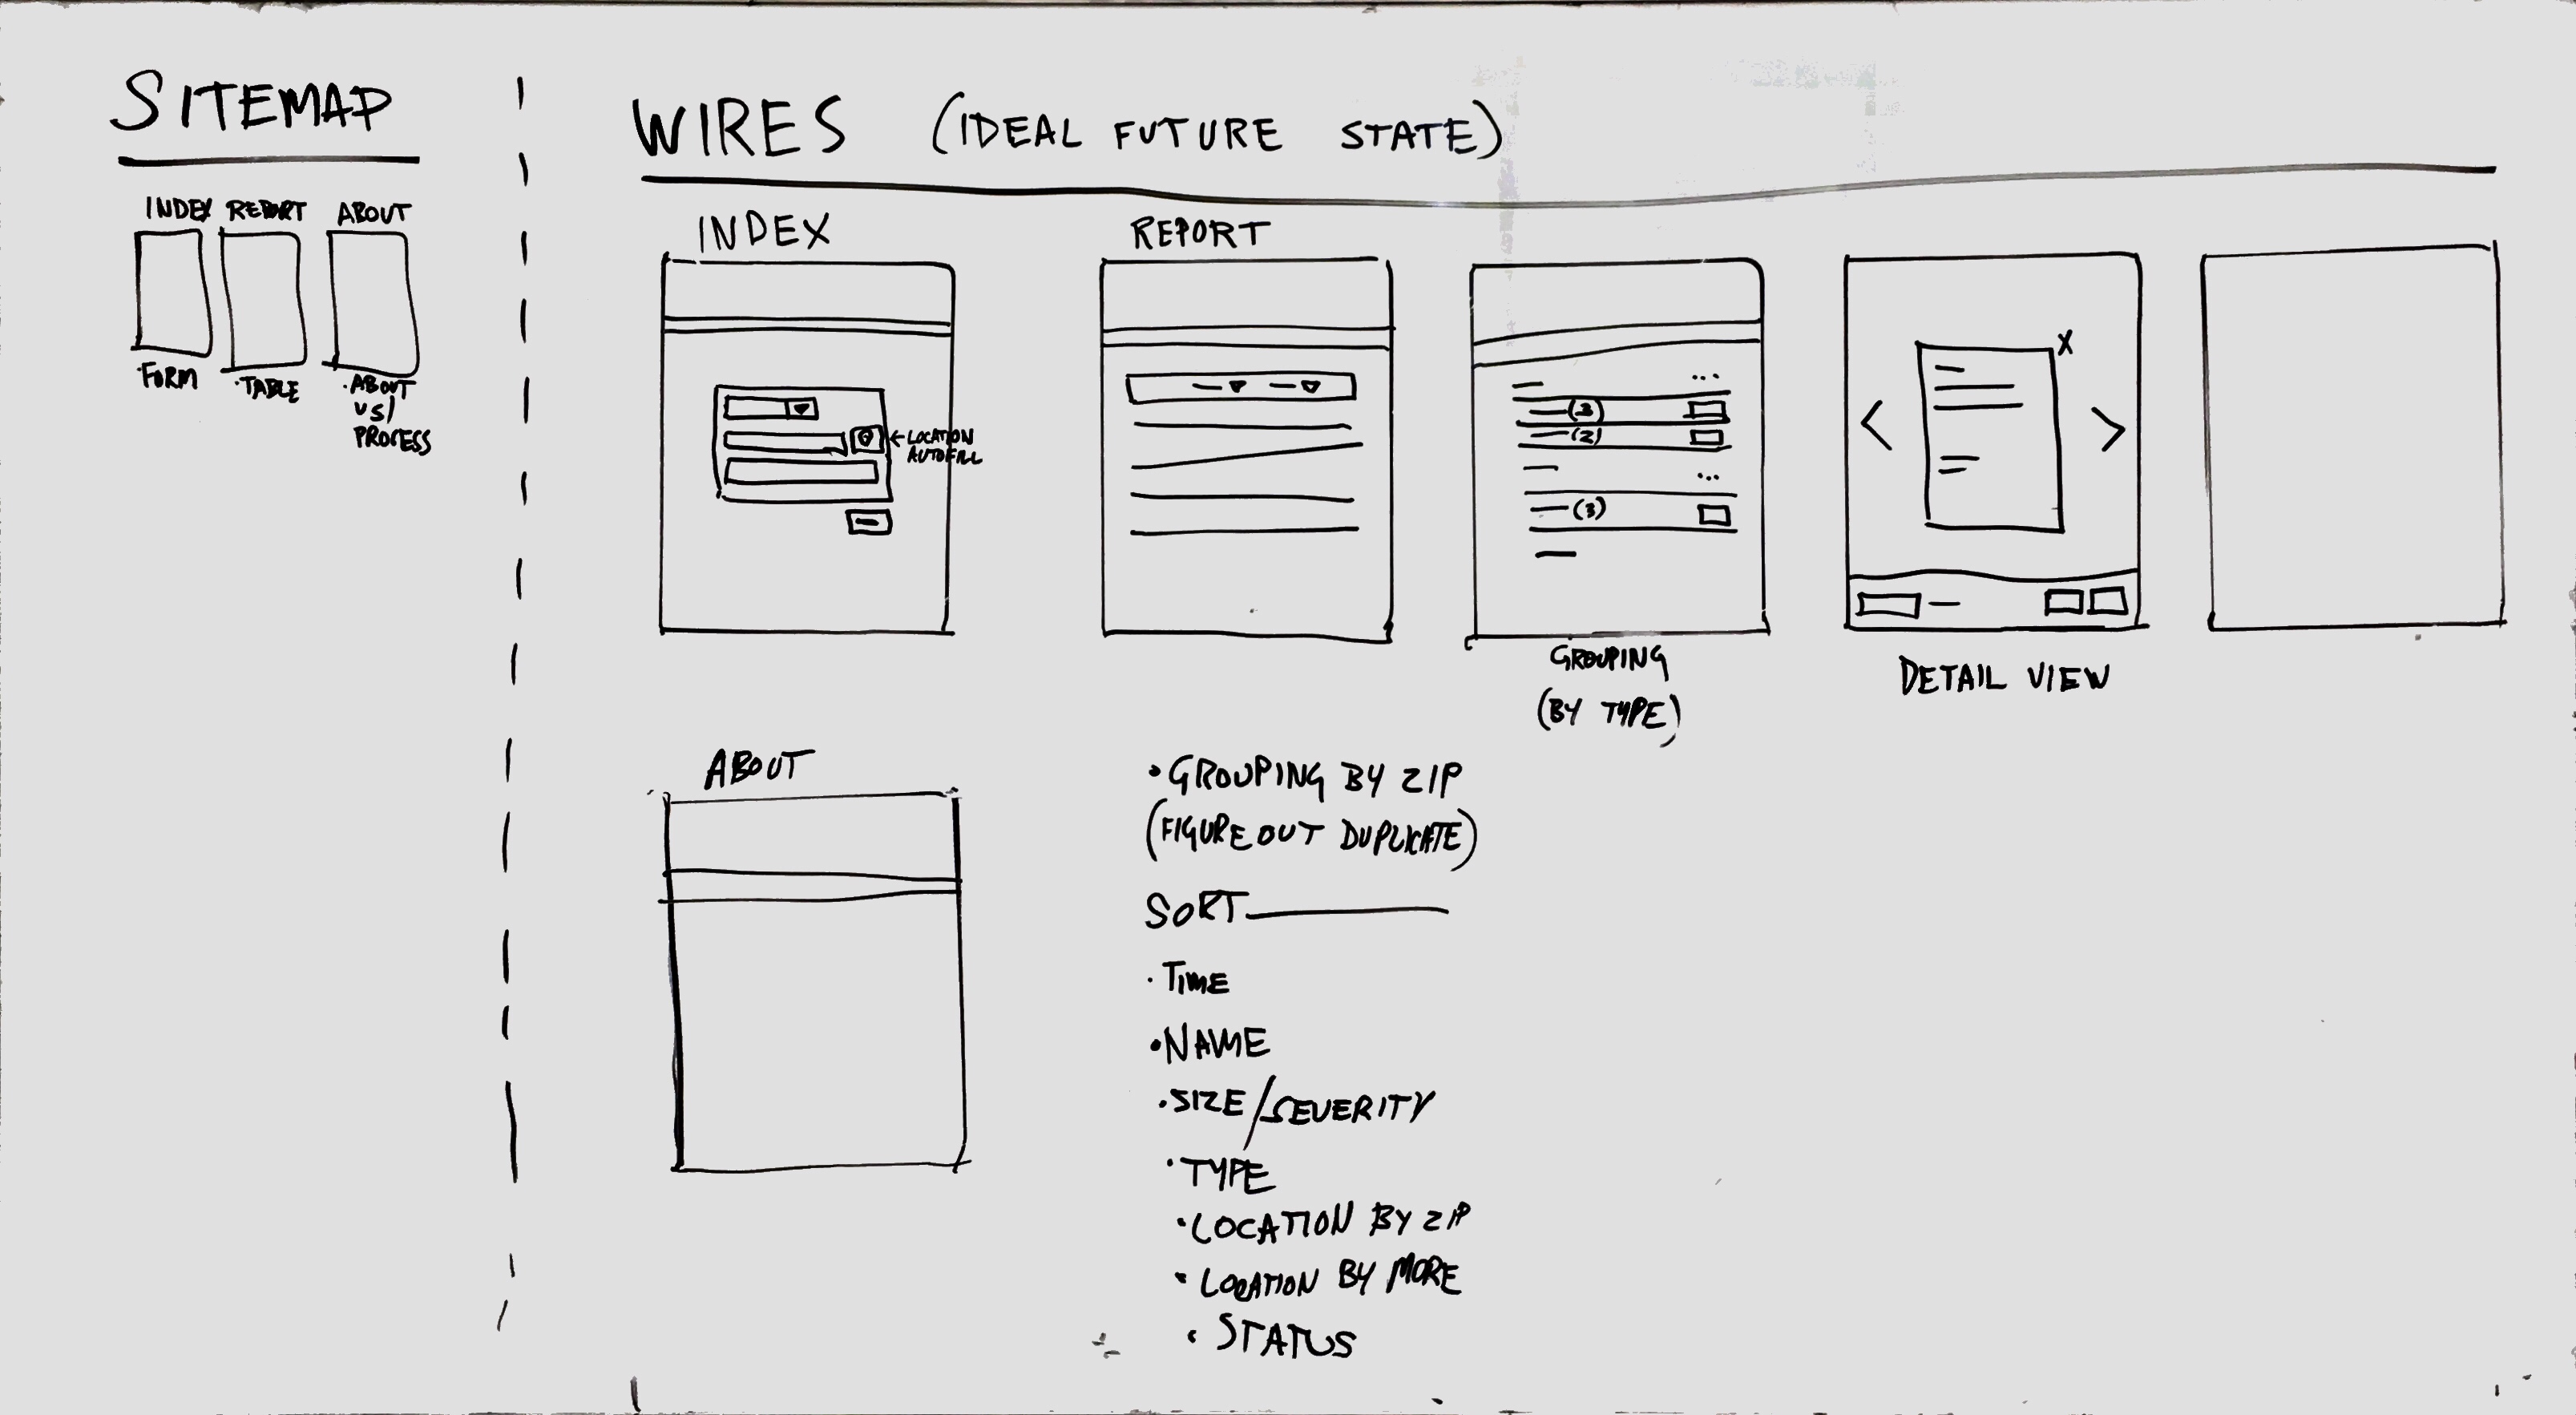 SITEMAP
INDEX REPORT ABOUT
·FORM
·TABLE
·ABOUT
US/
PROCESS
WIRES (IDEAL FUTURE STATE)
INDEX
←LOCATION
AUTOFILL
REPORT
...
(3)
(2)
...
(3)
GROUPING
(BY TYPE)
X
< >
DETAIL VIEW
ABOUT
·GROUPING BY ZIP
(FIGURE OUT DUPLICATE)
SORT
·TIME
·NAME
·SIZE/SEVERITY
·TYPE
·LOCATION BY ZIP
·LOCATION BY MORE
·STATUS